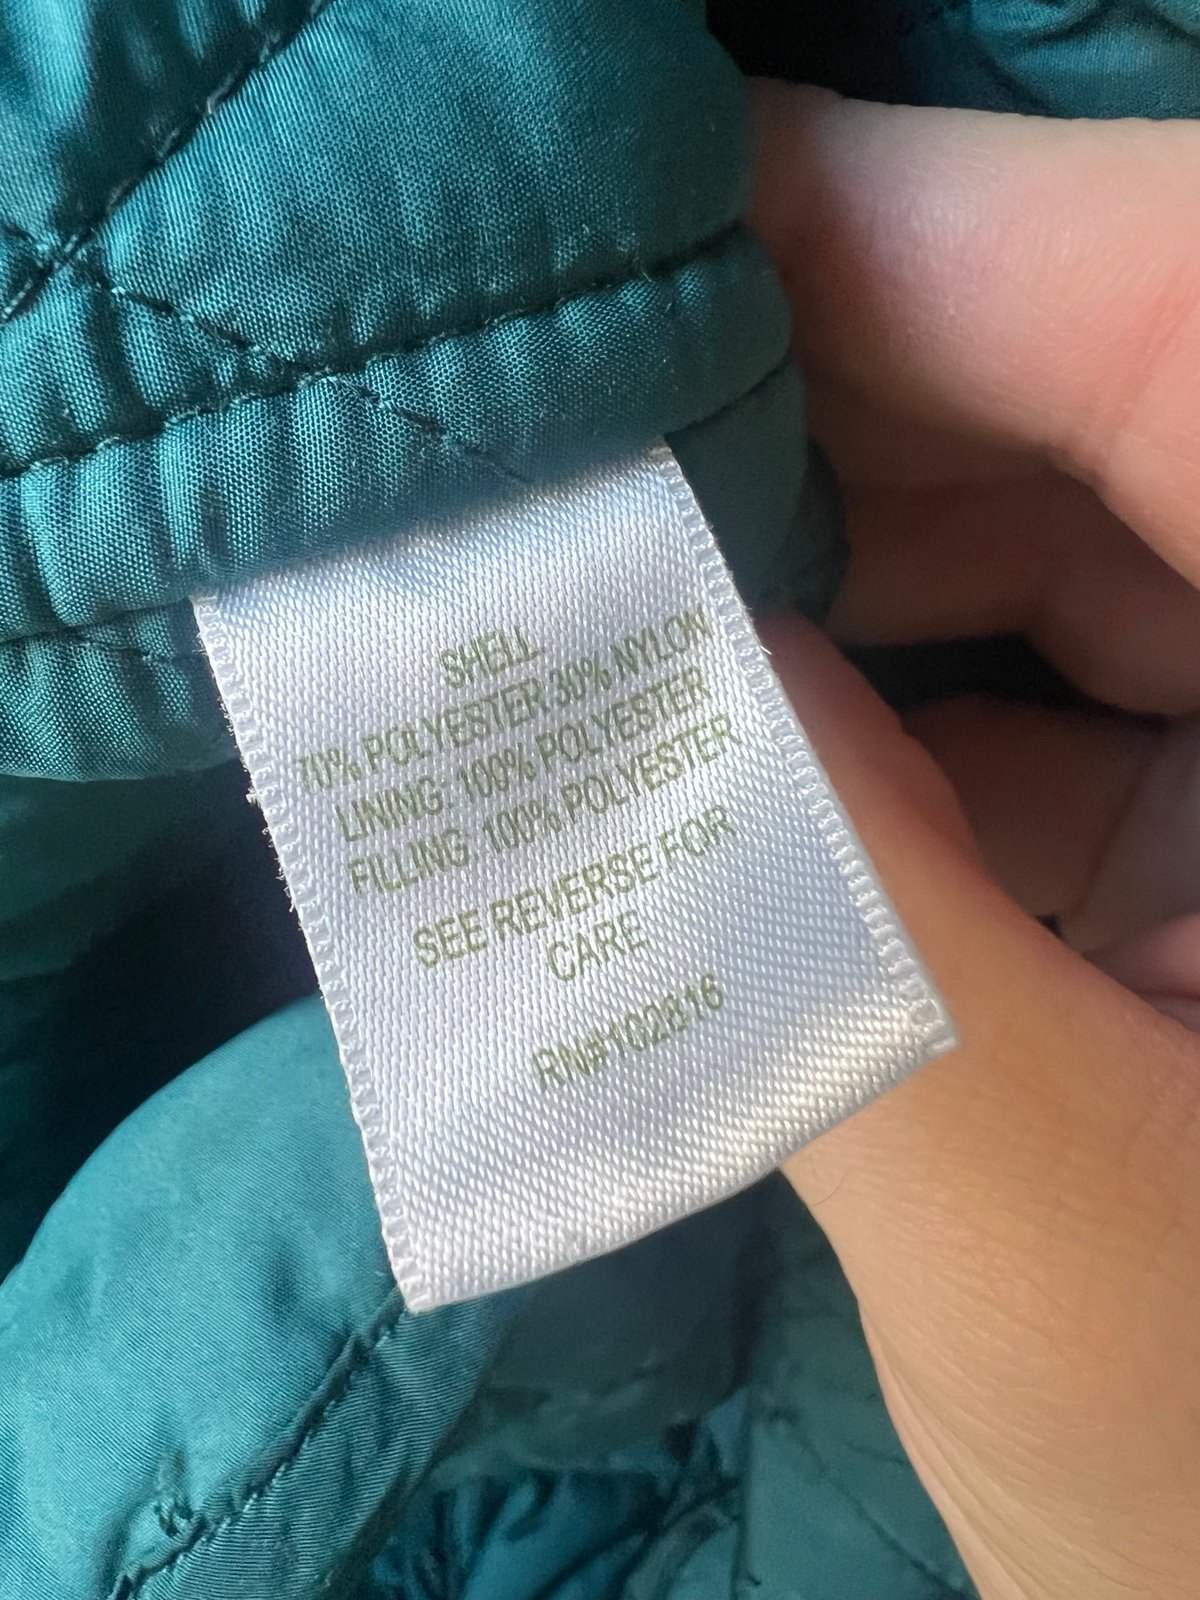 SHELL
70% POLYESTER 30% NYLON
LINING: 100% POLYESTER
FILLING: 100% POLYESTER
SEE REVERSE FOR
CARE
RN#102816